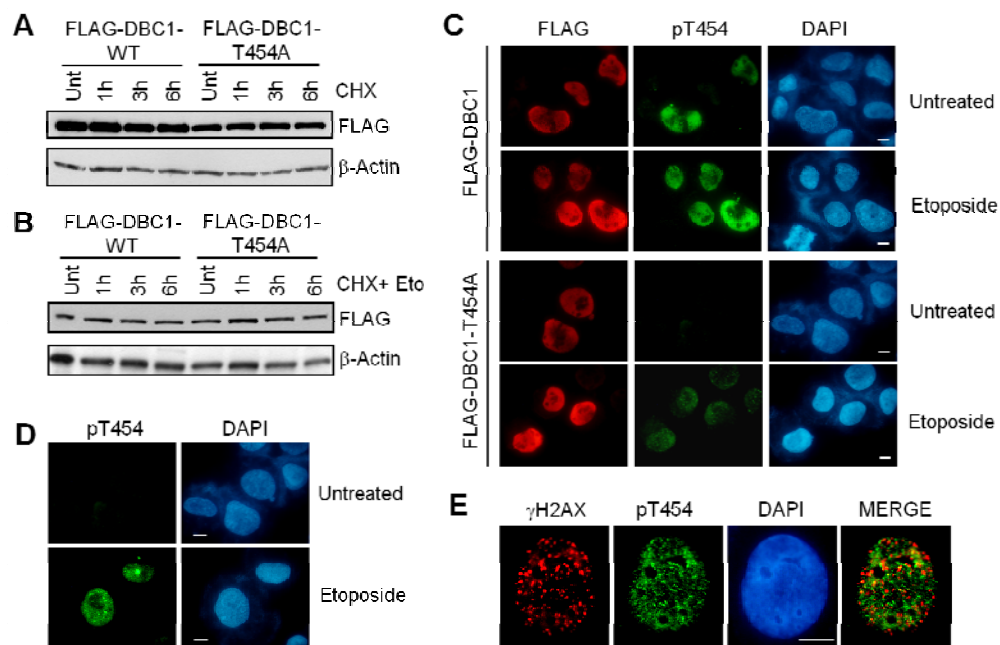 A
FLAG-DBC1- FLAG-DBC1-
WT T454A
Unt 1h 3h 6h Unt 1h 3h 6h CHX
FLAG
β-Actin
B
FLAG-DBC1- FLAG-DBC1-
WT T454A
Unt 1h 3h 6h Unt 1h 3h 6h CHX+ Eto
FLAG
β-Actin
C
FLAG pT454 DAPI
FLAG-DBC1
Untreated
Etoposide
FLAG-DBC1-T454A
Untreated
Etoposide
D
pT454 DAPI
Untreated
Etoposide
E
γH2AX pT454 DAPI MERGE